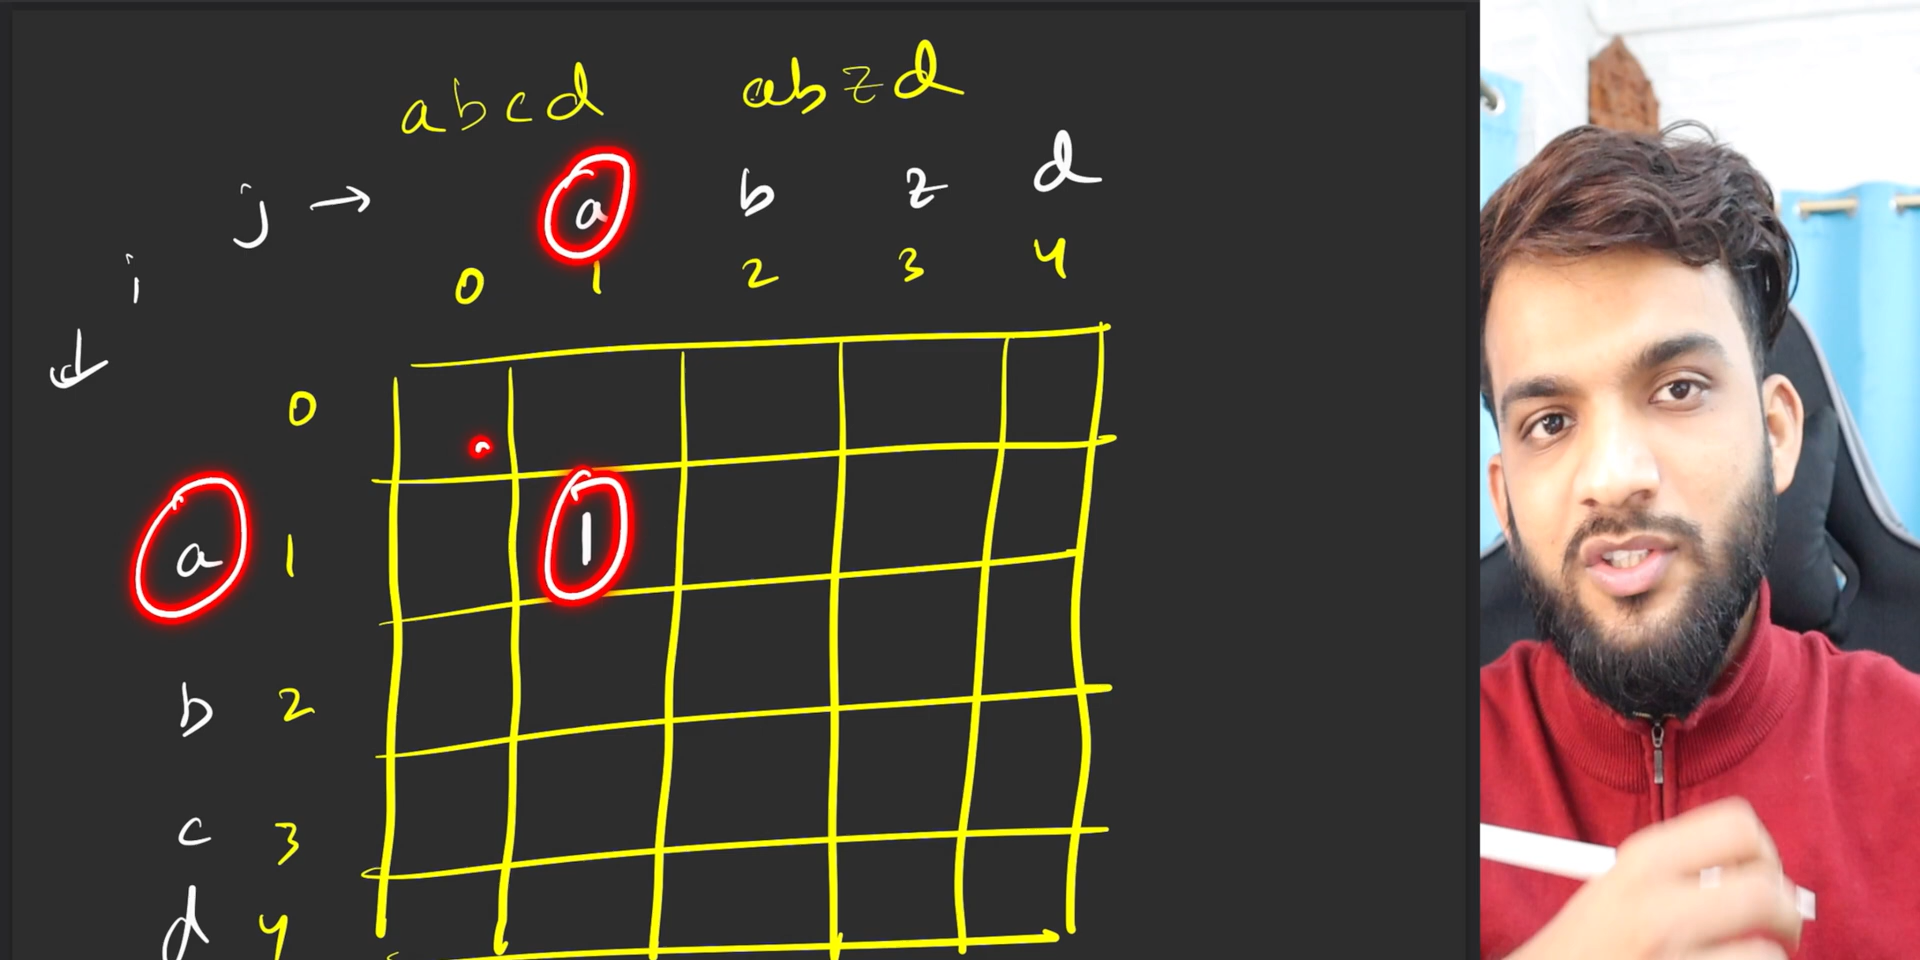 abcd abzd
j → a b z d
i
0 1 2 3 4
0
a 1 1
b 2
c 3
d 4